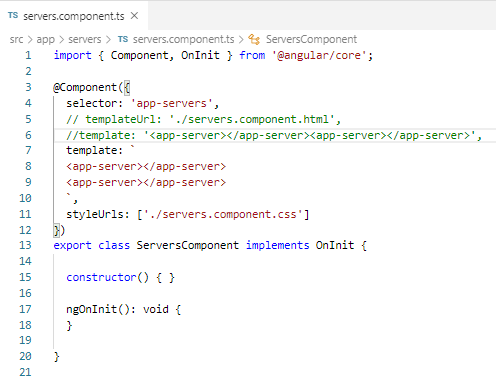 TS servers.component.ts ×
src > app > servers > TS servers.component.ts > ServersComponent
1 import { Component, OnInit } from '@angular/core';
2
3 @Component({
4 selector: 'app-servers',
5 // templateUrl: './servers.component.html',
6 //template: '<app-server></app-server><app-server></app-server>',
7 template: `
8 <app-server></app-server>
9 <app-server></app-server>
10 `,
11 styleUrls: ['./servers.component.css']
12 })
13 export class ServersComponent implements OnInit {
14
15 constructor() { }
16
17 ngOnInit(): void {
18 }
19
20 }
21